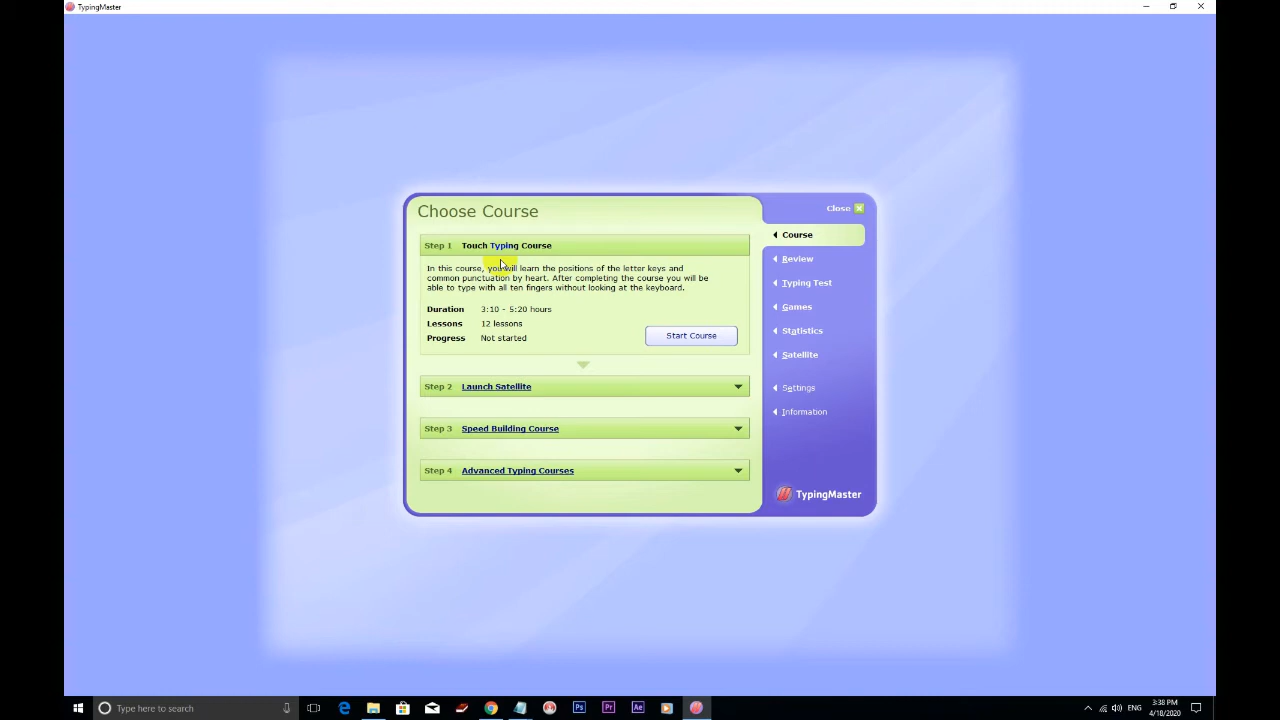 TypingMaster
Choose Course
Close
Step 1 Touch Typing Course
In this course, you will learn the positions of the letter keys and
common punctuation by heart. After completing the course you will be
able to type with all ten fingers without looking at the keyboard.
Duration 3:10 - 5:20 hours
Lessons 12 lessons
Progress Not started
Start Course
Step 2 Launch Satellite
Step 3 Speed Building Course
Step 4 Advanced Typing Courses
Course
Review
Typing Test
Games
Statistics
Satellite
Settings
Information
TypingMaster
Type here to search
Ps
Pr
Ae
ENG
3:38 PM
4/18/2020